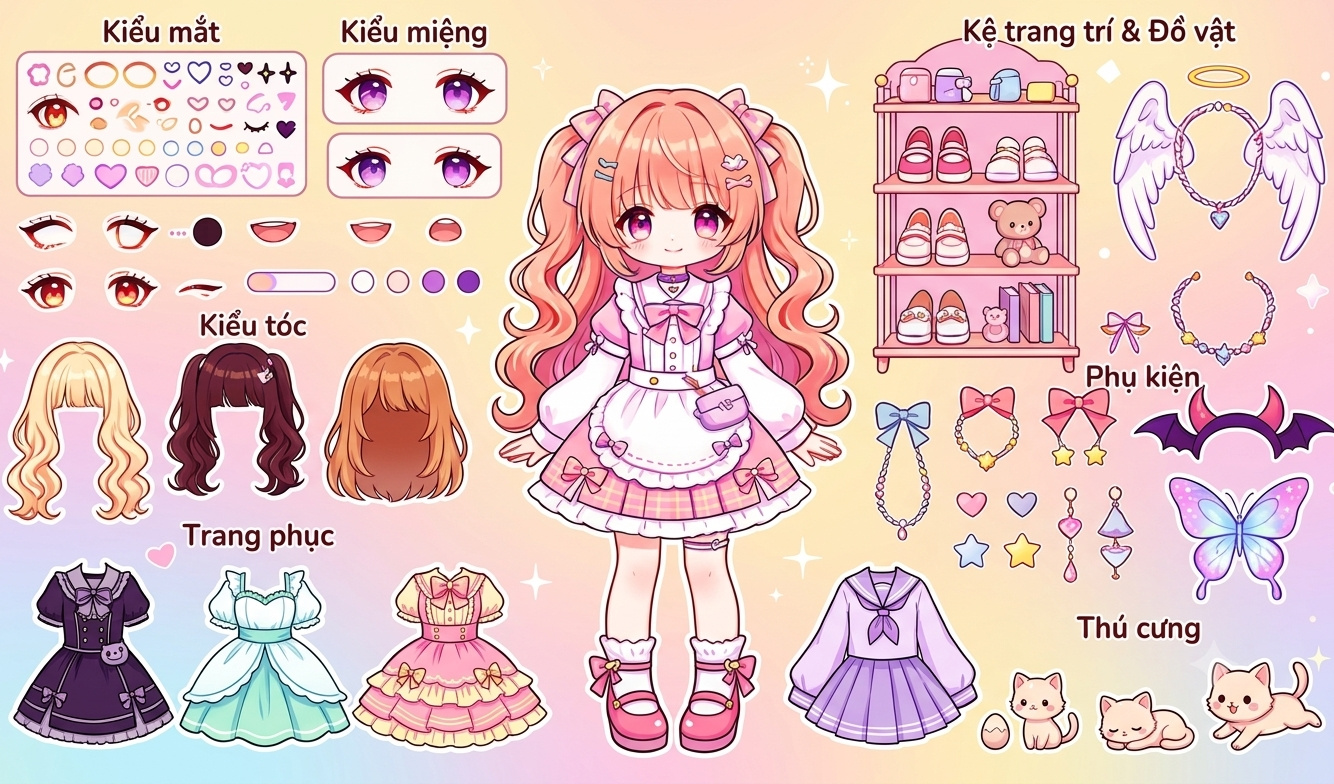 Kiểu mắt
Kiểu miệng
Kệ trang trí & Đồ vật
Kiểu tóc
Phụ kiện
Trang phục
Thú cưng